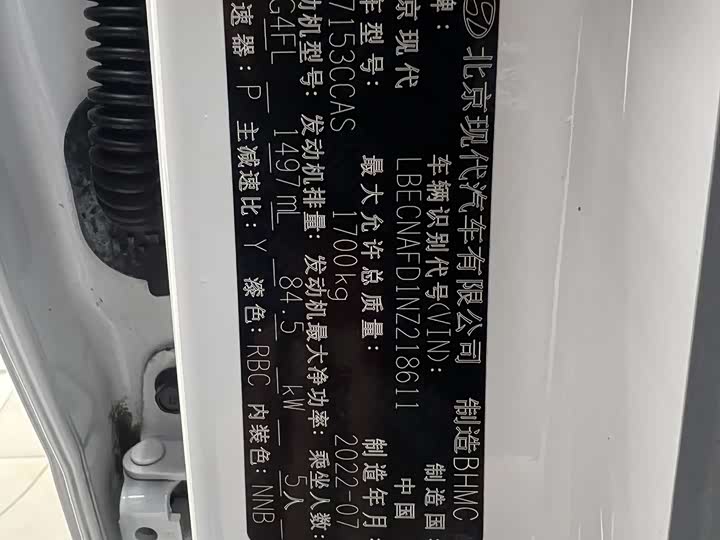 北京现代汽车有限公司 制造BHMC
牌: 车辆识别代号(VIN): 制造国:
京现代 LBECNAFD1NZ218611 中国
车型号: 最大允许总质量: 制造年月:
7153CCAS 1700kg 2022-07
动机型号: 发动机排量: 发动机最大净功率: 乘坐人数:
G4FL 1497mL 84.5 kW 5人
速器: P 主减速比: Y 漆色: RBC 内装色: NNB